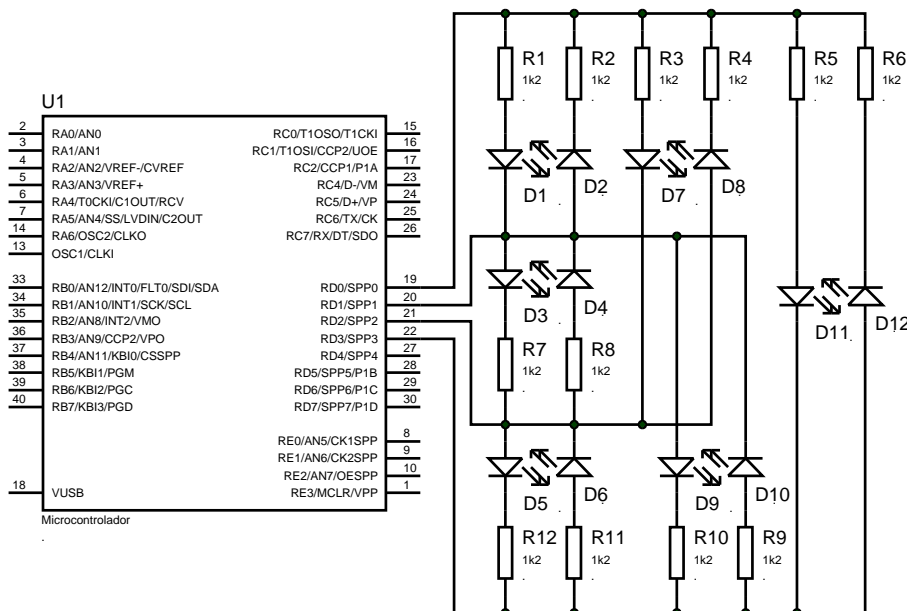 U1
2 RA0/AN0 RC0/T1OSO/T1CKI 15
3 RA1/AN1 RC1/T1OSI/CCP2/UOE 16
4 RA2/AN2/VREF-/CVREF RC2/CCP1/P1A 17
5 RA3/AN3/VREF+ RC4/D-/VM 23
6 RA4/T0CKI/C1OUT/RCV RC5/D+/VP 24
7 RA5/AN4/SS/LVDIN/C2OUT RC6/TX/CK 25
14 RA6/OSC2/CLKO RC7/RX/DT/SDO 26
13 OSC1/CLKI
33 RB0/AN12/INT0/FLT0/SDI/SDA RD0/SPP0 19
34 RB1/AN10/INT1/SCK/SCL RD1/SPP1 20
35 RB2/AN8/INT2/VMO RD2/SPP2 21
36 RB3/AN9/CCP2/VPO RD3/SPP3 22
37 RB4/AN11/KBI0/CSSPP RD4/SPP4 27
38 RB5/KBI1/PGM RD5/SPP5/P1B 28
39 RB6/KBI2/PGC RD6/SPP6/P1C 29
40 RB7/KBI3/PGD RD7/SPP7/P1D 30
RE0/AN5/CK1SPP 8
RE1/AN6/CK2SPP 9
RE2/AN7/OESPP 10
18 VUSB RE3/MCLR/VPP 1
Microcontrolador
R1 R2 R3 R4 R5 R6
1k2 1k2 1k2 1k2 1k2 1k2
D1 D2 D7 D8
D3 D4 D11 D12
R7 R8
1k2 1k2
D5 D6 D9 D10
R12 R11 R10 R9
1k2 1k2 1k2 1k2